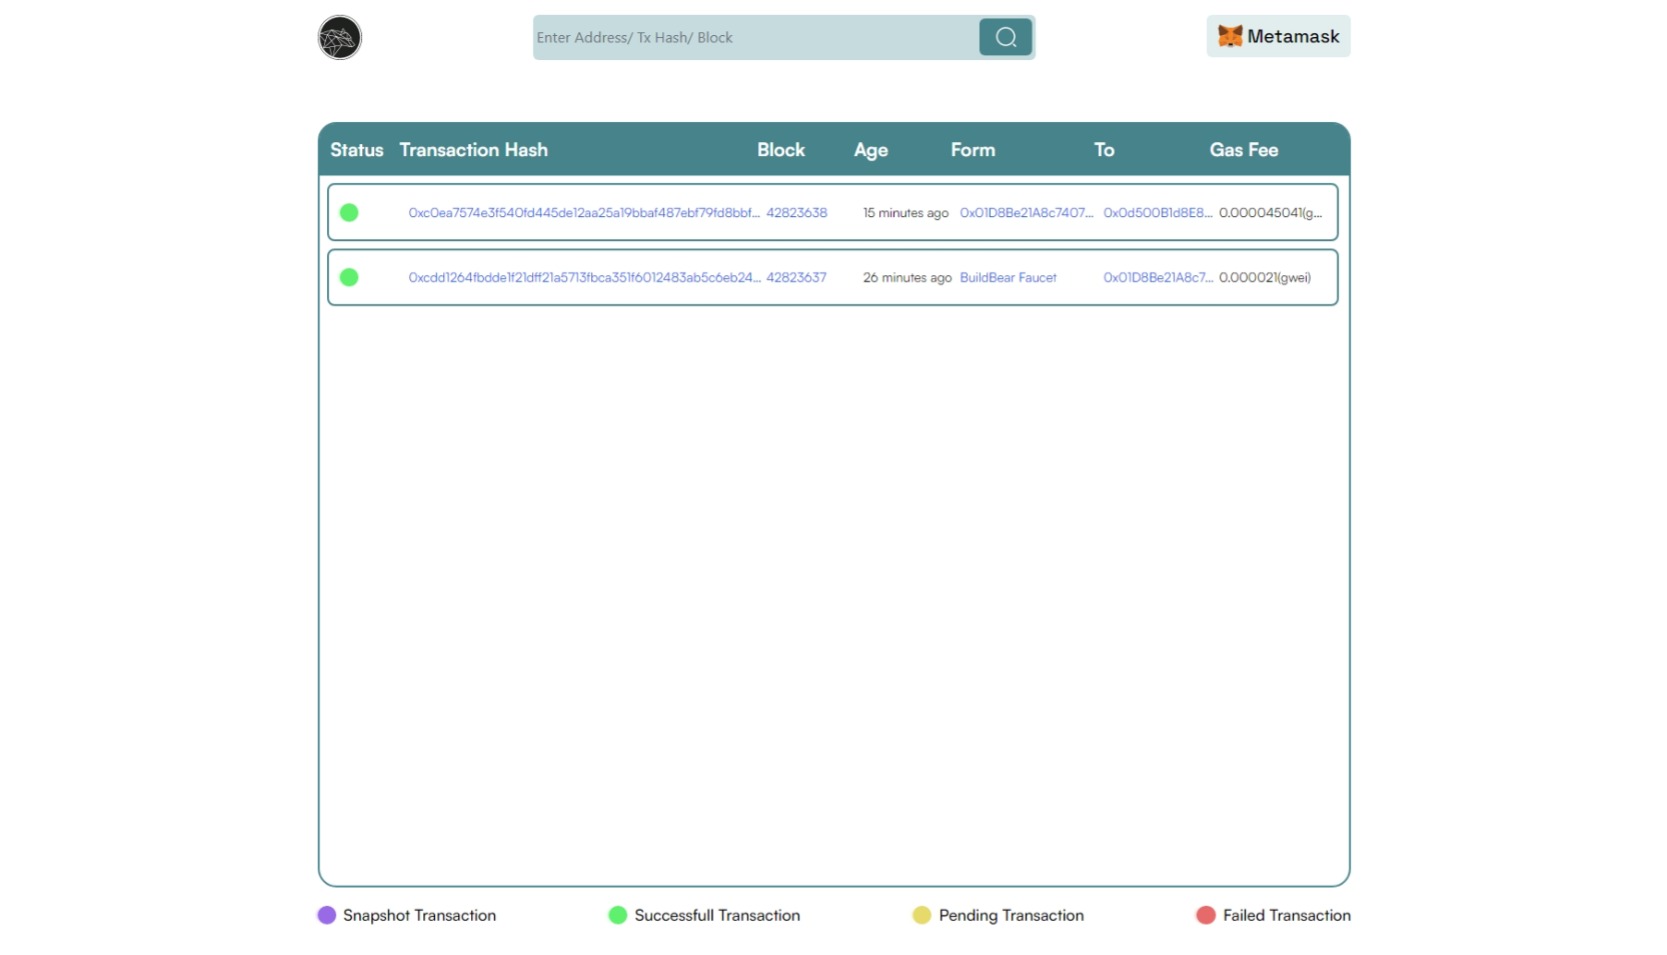 Enter Address/ Tx Hash/ Block
Metamask
Status Transaction Hash Block Age Form To Gas Fee
0xc0ea7574e3f540fd445de12aa25a19bbaf487ebf79fd8bbf... 42823638 15 minutes ago 0x01D8Be21A8c7407... 0x0d500B1d8E8... 0.000045041(g...
0xcdd1264fbdde1f21dff21a5713fbca351f6012483ab5c6eb24... 42823637 26 minutes ago BuildBear Faucet 0x01D8Be21A8c7... 0.000021(gwei)
Snapshot Transaction Successfull Transaction Pending Transaction Failed Transaction